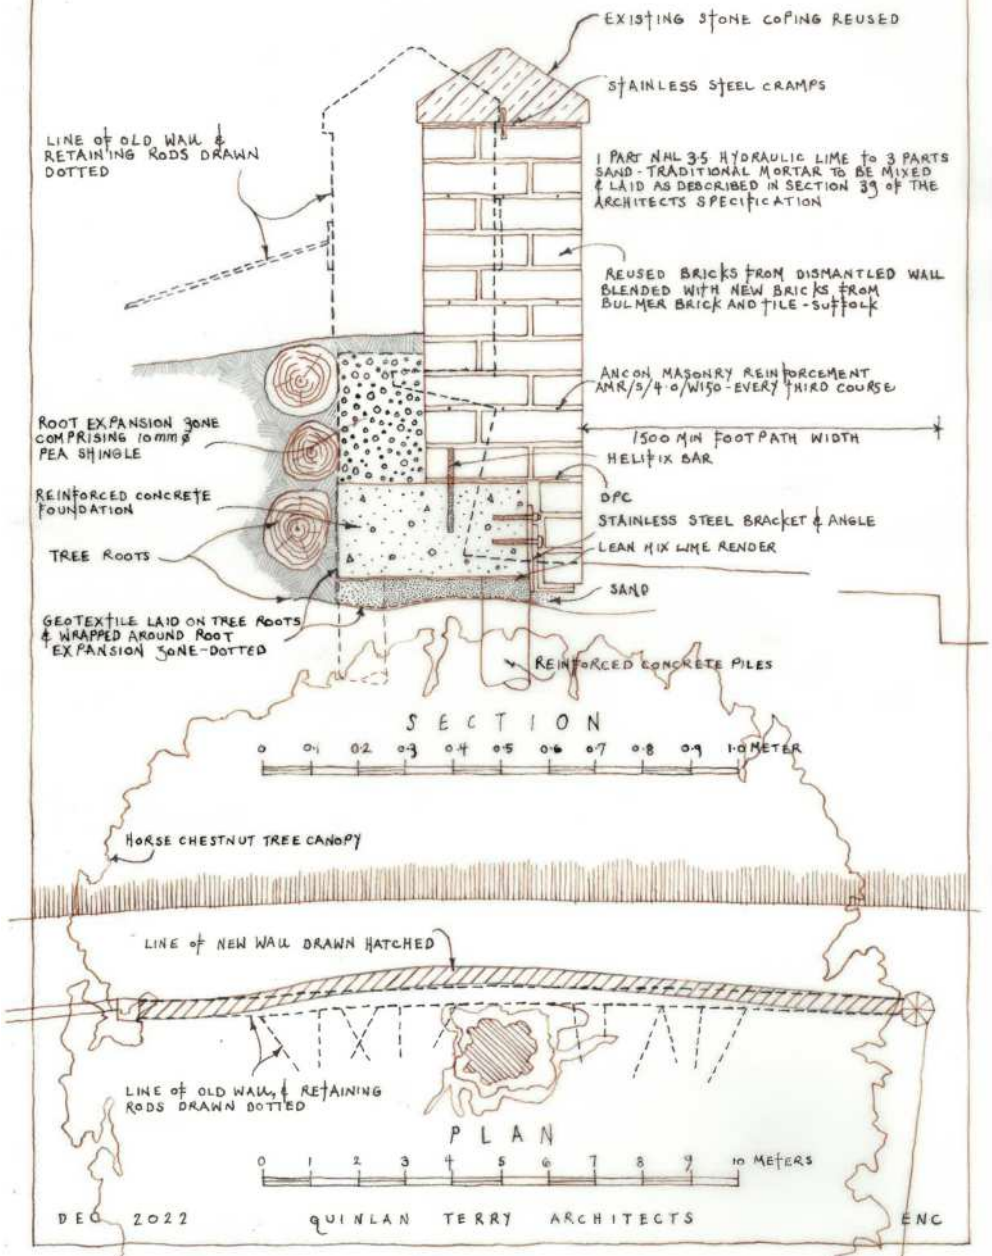 EXISTING STONE COPING REUSED
STAINLESS STEEL CRAMPS
LINE OF OLD WALL &
RETAINING RODS DRAWN
DOTTED
1 PART NHL 3·5 HYDRAULIC LIME TO 3 PARTS
SAND - TRADITIONAL MORTAR TO BE MIXED
& LAID AS DESCRIBED IN SECTION 39 OF THE
ARCHITECTS SPECIFICATION
REUSED BRICKS FROM DISMANTLED WALL
BLENDED WITH NEW BRICKS FROM
BULMER BRICK AND TILE - SUFFOLK
ANCON MASONRY REINFORCEMENT
AMR/S/4·0/W150 - EVERY THIRD COURSE
1500 MIN FOOTPATH WIDTH
HELIFIX BAR
ROOT EXPANSION ZONE
COMPRISING 10mm ø
PEA SHINGLE
REINFORCED CONCRETE
FOUNDATION
DPC
STAINLESS STEEL BRACKET & ANGLE
LEAN MIX LIME RENDER
TREE ROOTS
SAND
GEOTEXTILE LAID ON TREE ROOTS
& WRAPPED AROUND ROOT
EXPANSION ZONE - DOTTED
REINFORCED CONCRETE PILES
SECTION
0 0·1 0·2 0·3 0·4 0·5 0·6 0·7 0·8 0·9 1·0 METER
HORSE CHESTNUT TREE CANOPY
LINE OF NEW WALL DRAWN HATCHED
LINE OF OLD WALL, & RETAINING
RODS DRAWN DOTTED
PLAN
0 1 2 3 4 5 6 7 8 9 10 METERS
DEC 2022 QUINLAN TERRY ARCHITECTS ENC